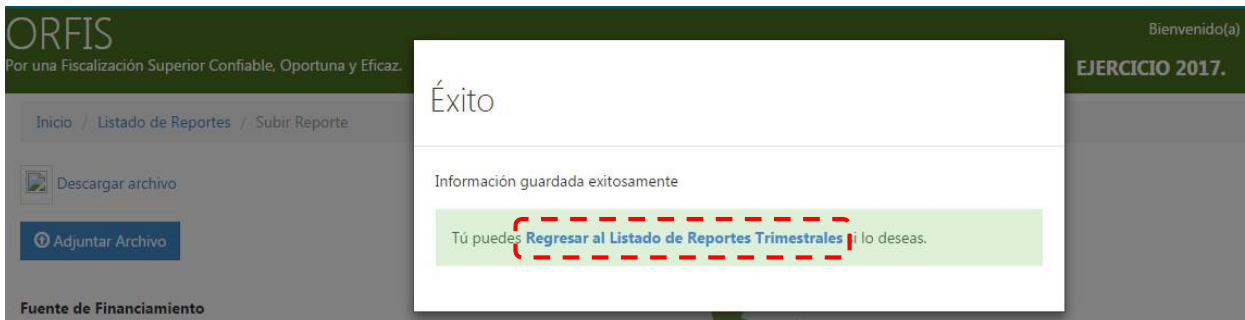 ORFIS
Por una Fiscalización Superior Confiable, Oportuna y Eficaz.
Bienvenido(a)
EJERCICIO 2017.
Inicio / Listado de Reportes / Subir Reporte
Descargar archivo
Adjuntar Archivo
Fuente de Financiamiento
Éxito
Información guardada exitosamente
Tú puedes Regresar al Listado de Reportes Trimestrales si lo deseas.